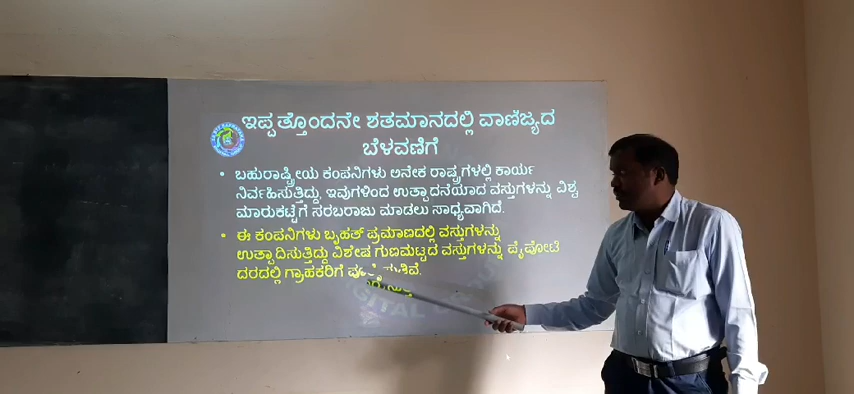 ಇಪ್ಪತ್ತೊಂದನೇ ಶತಮಾನದಲ್ಲಿ ವಾಣಿಜ್ಯದ
ಬೆಳವಣಿಗೆ
• ಬಹುರಾಷ್ಟ್ರೀಯ ಕಂಪನಿಗಳು ಅನೇಕ ರಾಷ್ಟ್ರಗಳಲ್ಲಿ ಕಾರ್ಯ
ನಿರ್ವಹಿಸುತ್ತಿದ್ದು, ಇವುಗಳಿಂದ ಉತ್ಪಾದನೆಯಾದ ವಸ್ತುಗಳನ್ನು ವಿಶ್ವ
ಮಾರುಕಟ್ಟೆಗೆ ಸರಬರಾಜು ಮಾಡಲು ಸಾಧ್ಯವಾಗಿದೆ.
• ಈ ಕಂಪನಿಗಳು ಬೃಹತ್ ಪ್ರಮಾಣದಲ್ಲಿ ವಸ್ತುಗಳನ್ನು
ಉತ್ಪಾದಿಸುತ್ತಿದ್ದು ವಿಶೇಷ ಗುಣಮಟ್ಟದ ವಸ್ತುಗಳನ್ನು ಪೈಪೋಟಿ
ದರದಲ್ಲಿ ಗ್ರಾಹಕರಿಗೆ